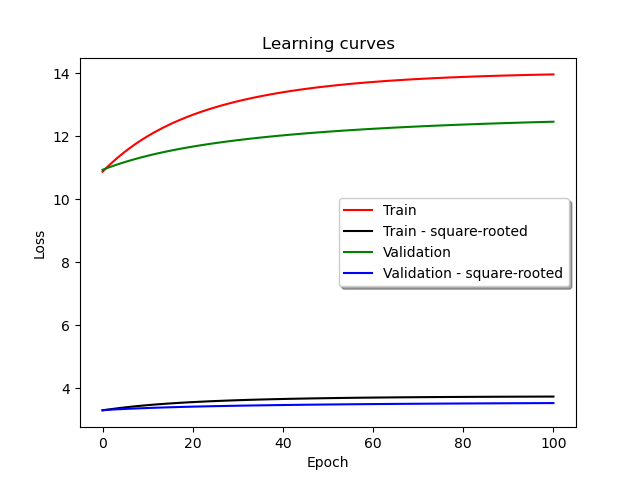 Learning curves
14
12
10
8
6
4
Loss
Train
Train - square-rooted
Validation
Validation - square-rooted
0 20 40 60 80 100
Epoch